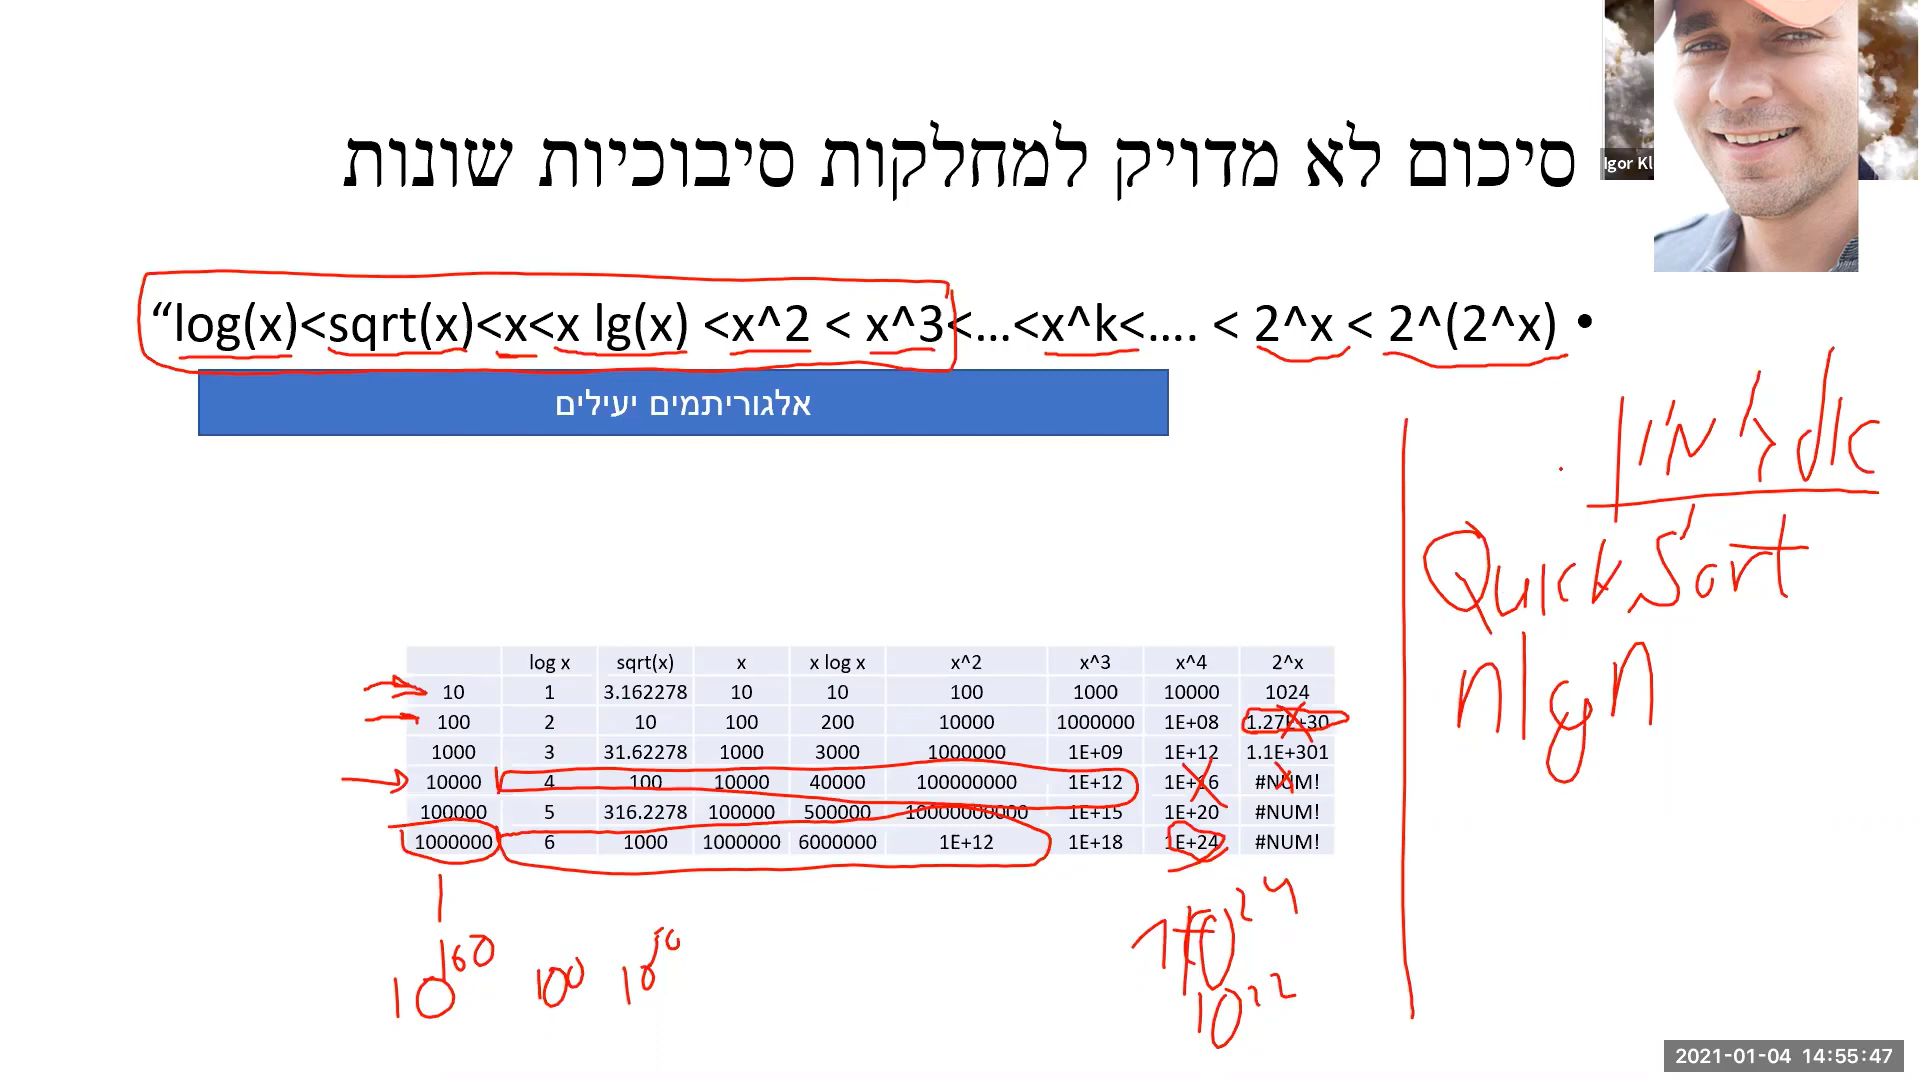 Igor Kl
סיכום לא מדויק למחלקות סיבוכיות שונות
“log(x)<sqrt(x)<x<x lg(x) <x^2 < x^3<...<x^k<.... < 2^x < 2^(2^x) •
אלגוריתמים יעילים
QuickSort
n lg n
log x sqrt(x) x x log x x^2 x^3 x^4 2^x
10 1 3.162278 10 10 100 1000 10000 1024
100 2 10 100 200 10000 1000000 1E+08 1.27E+30
1000 3 31.62278 1000 3000 1000000 1E+09 1E+12 1.1E+301
10000 4 100 10000 40000 100000000 1E+12 1E+16 #NUM!
100000 5 316.2278 100000 500000 10000000000 1E+15 1E+20 #NUM!
1000000 6 1000 1000000 6000000 1E+12 1E+18 1E+24 #NUM!
100
10^22
2021-01-04 14:55:47